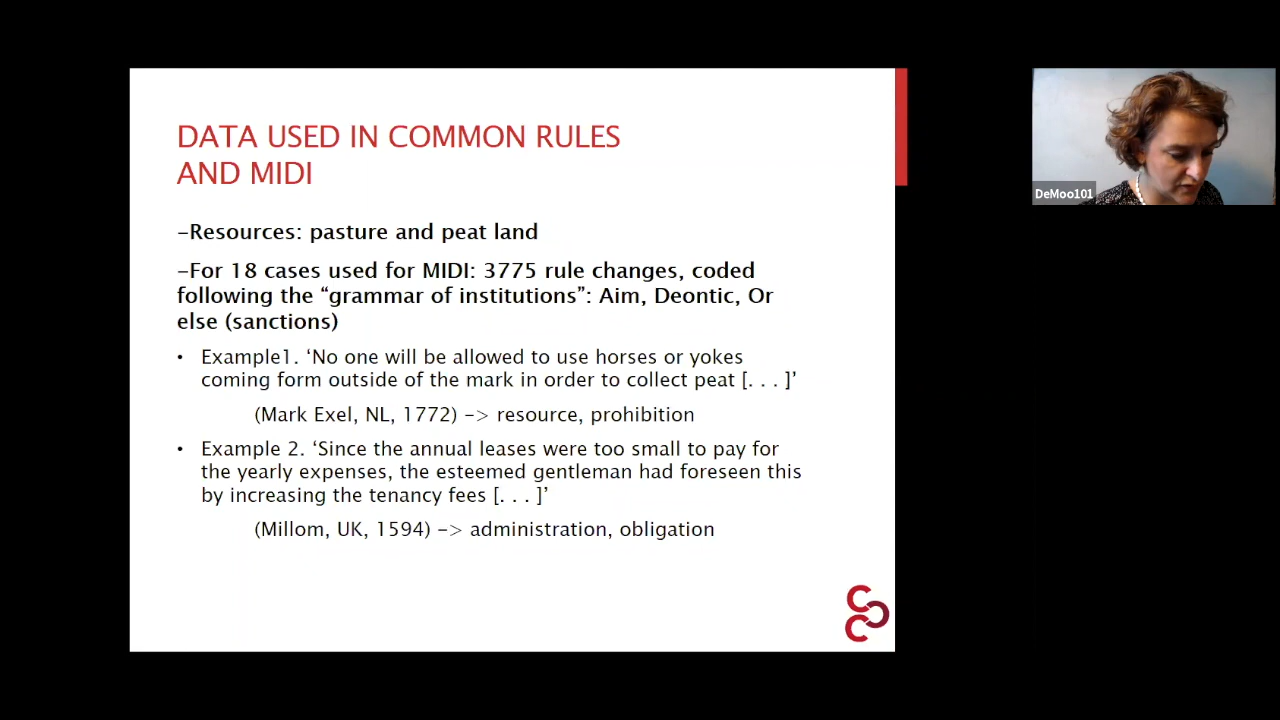 DATA USED IN COMMON RULES
AND MIDI
–Resources: pasture and peat land
–For 18 cases used for MIDI: 3775 rule changes, coded
following the “grammar of institutions”: Aim, Deontic, Or
else (sanctions)
• Example1. ‘No one will be allowed to use horses or yokes
coming form outside of the mark in order to collect peat [. . . ]’
(Mark Exel, NL, 1772) –> resource, prohibition
• Example 2. ‘Since the annual leases were too small to pay for
the yearly expenses, the esteemed gentleman had foreseen this
by increasing the tenancy fees [. . . ]’
(Millom, UK, 1594) –> administration, obligation
DeMoo101